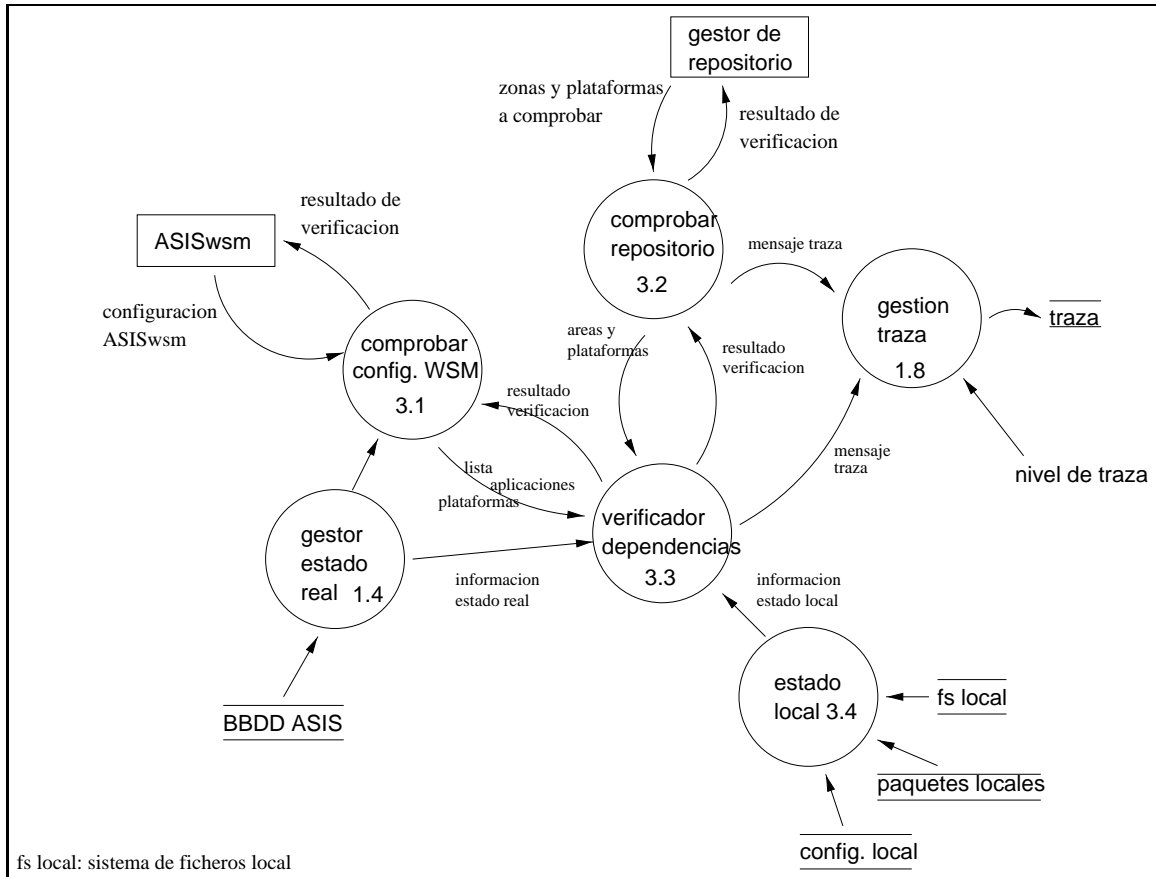 gestor de
repositorio
zonas y plataformas
a comprobar
resultado de
verificacion
resultado de
verificacion
ASISwsm
configuracion
ASISwsm
comprobar
repositorio
3.2
mensaje traza
gestion
traza
1.8
traza
comprobar
config. WSM
3.1
areas y
plataformas
resultado
verificacion
resultado
verificacion
mensaje
traza
nivel de traza
lista
aplicaciones
plataformas
gestor
estado
real 1.4
verificador
dependencias
3.3
informacion
estado real
informacion
estado local
BBDD ASIS
estado
local 3.4
fs local
paquetes locales
config. local
fs local: sistema de ficheros local